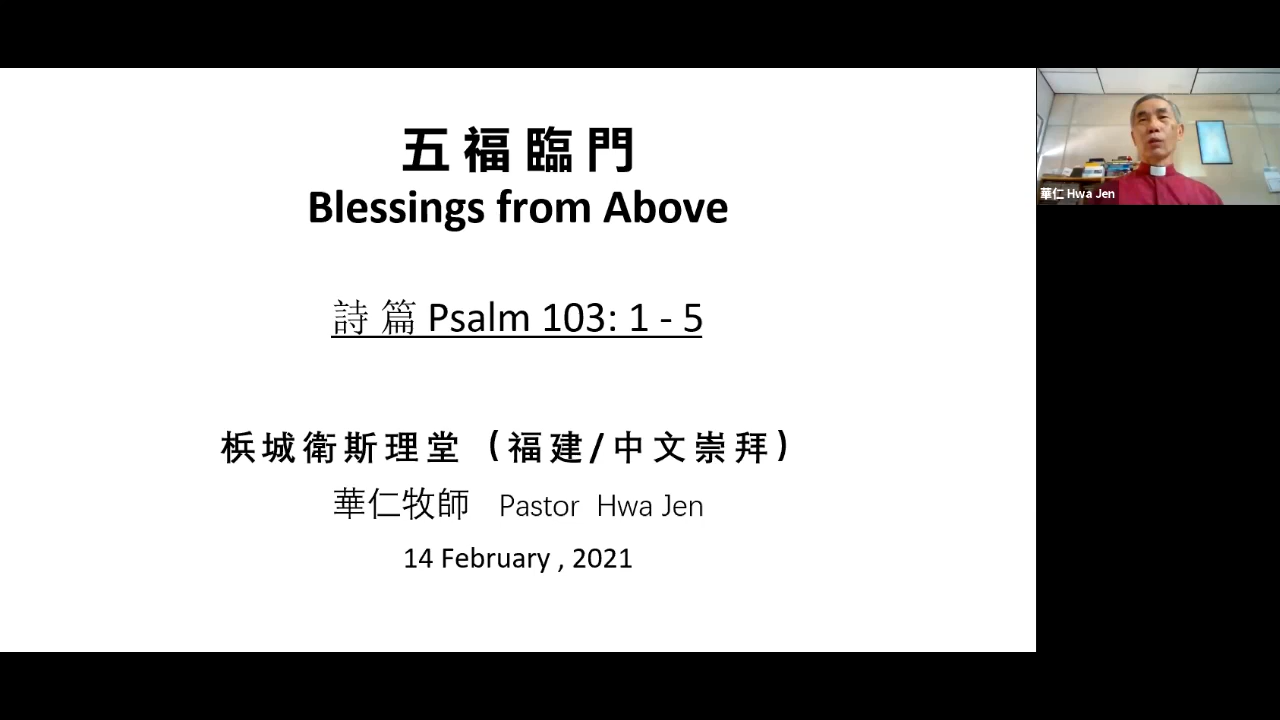 五福臨門
Blessings from Above
詩 篇 Psalm 103: 1 - 5
梹城衛斯理堂（福建/中文崇拜）
華仁牧師 Pastor Hwa Jen
14 February , 2021
華仁 Hwa Jen